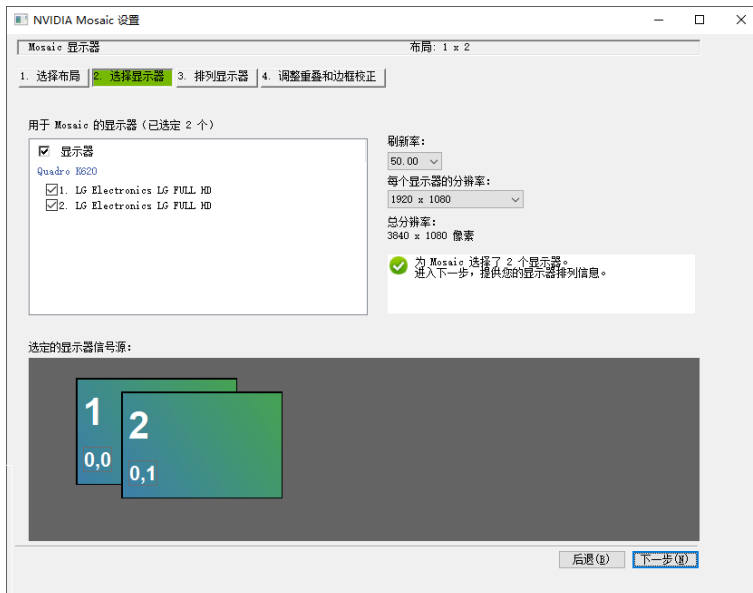 NVIDIA Mosaic 设置
Mosaic 显示器 布局: 1 x 2
1. 选择布局 2. 选择显示器 3. 排列显示器 4. 调整重叠和边框校正
用于 Mosaic 的显示器 (已选定 2 个)
显示器
Quadro K620
1. LG Electronics LG FULL HD
2. LG Electronics LG FULL HD
刷新率:
50.00
每个显示器的分辨率:
1920 x 1080
总分辨率:
3840 x 1080 像素
为 Mosaic 选择了 2 个显示器。
进入下一步，提供您的显示器排列信息。
选定的显示器信号源:
1
0,0
2
0,1
后退(B) 下一步(N)